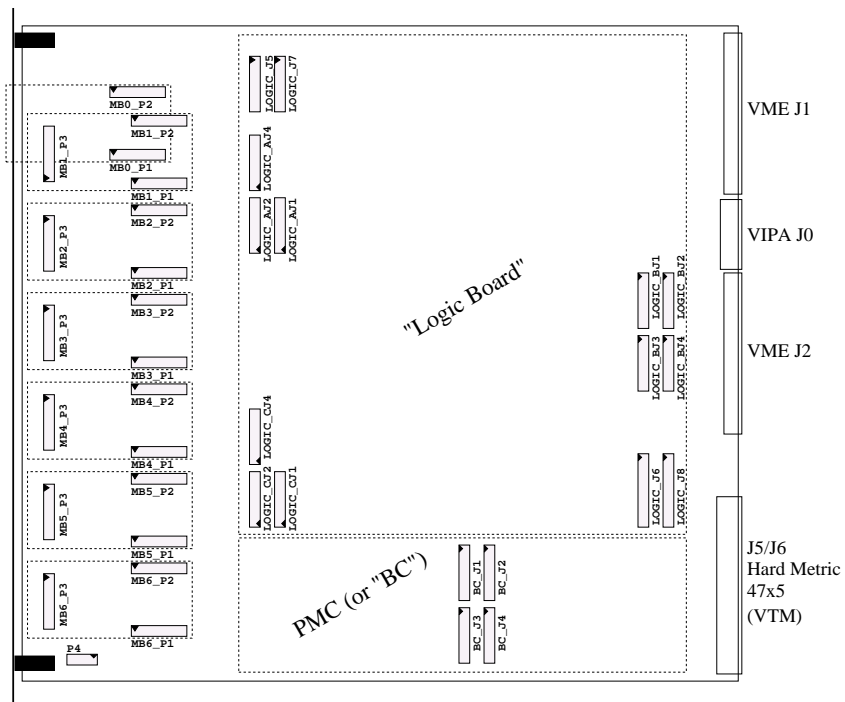 MB0_P2
MB1_P2
MB1_P3
MB0_P1
MB1_P1
MB2_P2
MB2_P3
MB2_P1
MB3_P2
MB3_P3
MB3_P1
MB4_P2
MB4_P3
MB4_P1
MB5_P2
MB5_P3
MB5_P1
MB6_P2
MB6_P3
MB6_P1
P4
LOGIC_J5
LOGIC_J7
LOGIC_AJ4
LOGIC_AJ2
LOGIC_AJ1
"Logic Board"
LOGIC_BJ1
LOGIC_BJ2
LOGIC_BJ3
LOGIC_BJ4
LOGIC_CJ4
LOGIC_CJ2
LOGIC_CJ1
LOGIC_J6
LOGIC_J8
PMC (or "BC")
BC_J1
BC_J2
BC_J3
BC_J4
VME J1
VIPA J0
VME J2
J5/J6
Hard Metric
47x5
(VTM)